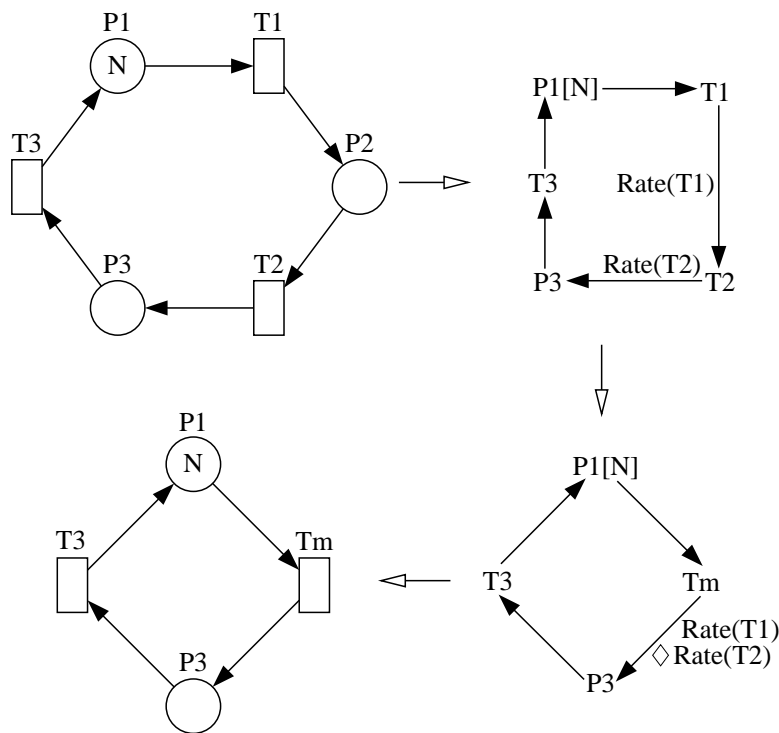 P1
T1
N
T3
P2
P3
T2
P1[N]
T1
T3
Rate(T1)
Rate(T2)
P3
T2
P1
N
T3
Tm
P3
P1[N]
T3
Tm
Rate(T1)
◇ Rate(T2)
P3